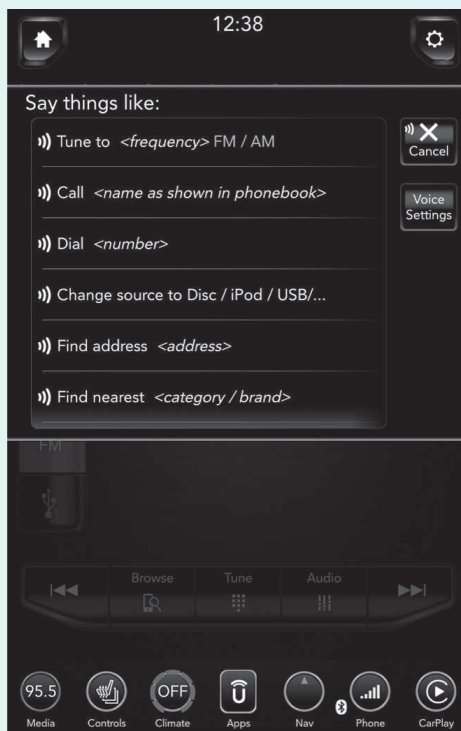 12:38
Say things like:
Tune to <frequency> FM / AM
Cancel
Call <name as shown in phonebook>
Voice
Settings
Dial <number>
Change source to Disc / iPod / USB/...
Find address <address>
Find nearest <category / brand>
FM
Browse Tune Audio
95.5 OFF
Media Controls Climate Apps Nav Phone CarPlay